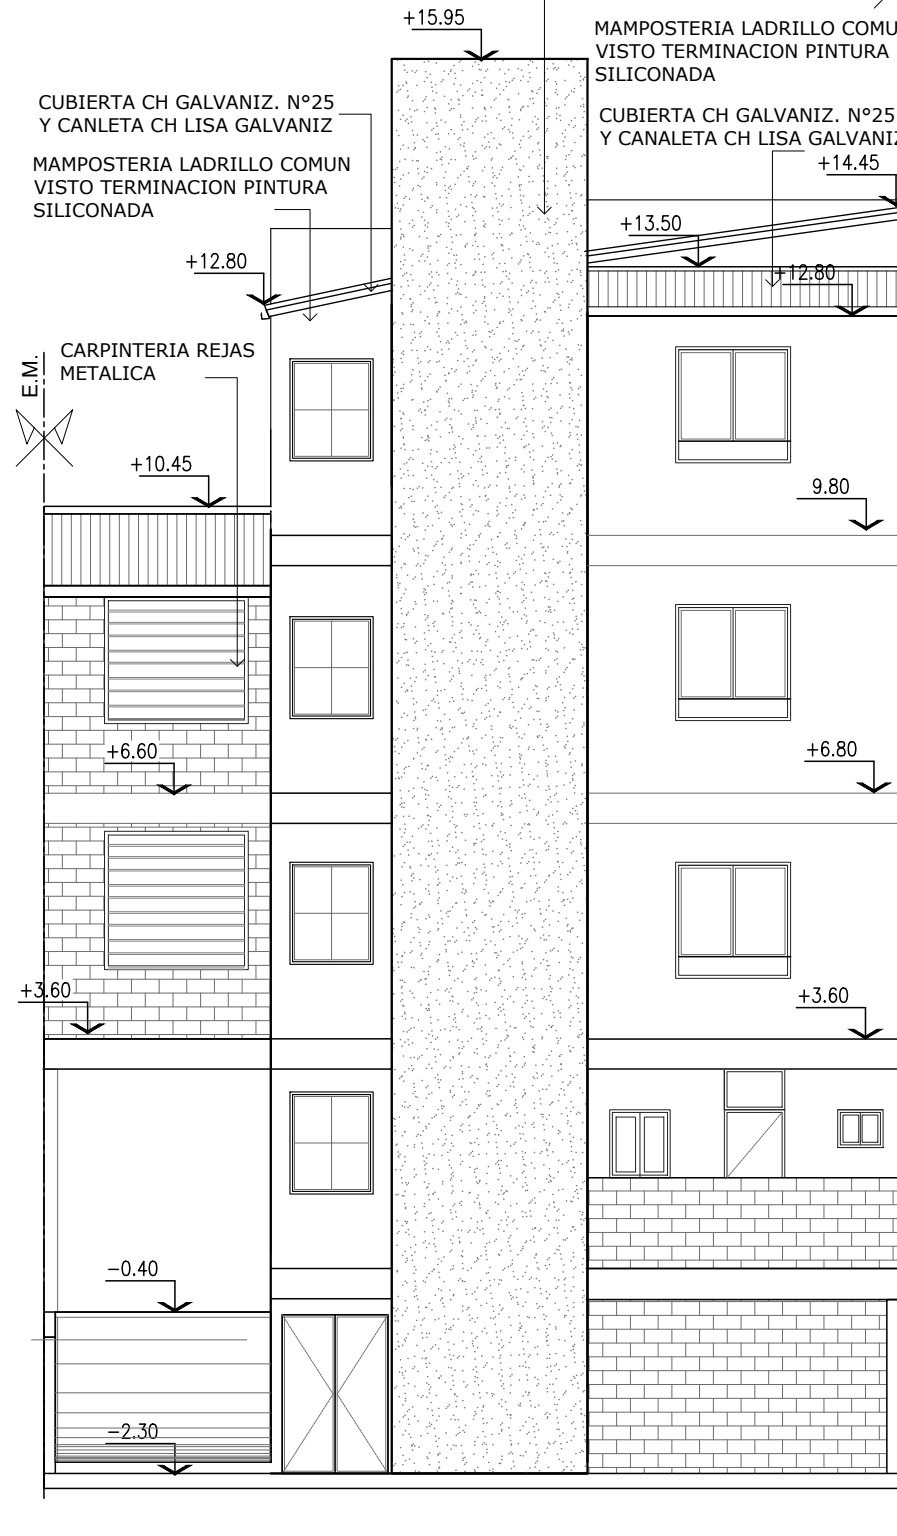 +15.95
MAMPOSTERIA LADRILLO COMU
VISTO TERMINACION PINTURA
SILICONADA
CUBIERTA CH GALVANIZ. N°25
Y CANLETA CH LISA GALVANIZ
CUBIERTA CH GALVANIZ. N°25
Y CANALETA CH LISA GALVANIZ
MAMPOSTERIA LADRILLO COMUN
VISTO TERMINACION PINTURA
SILICONADA
+14.45
+13.50
+12.80
+12.80
E.M.
CARPINTERIA REJAS
METALICA
+10.45
9.80
+6.60
+6.80
+3.60
+3.60
-0.40
-2.30